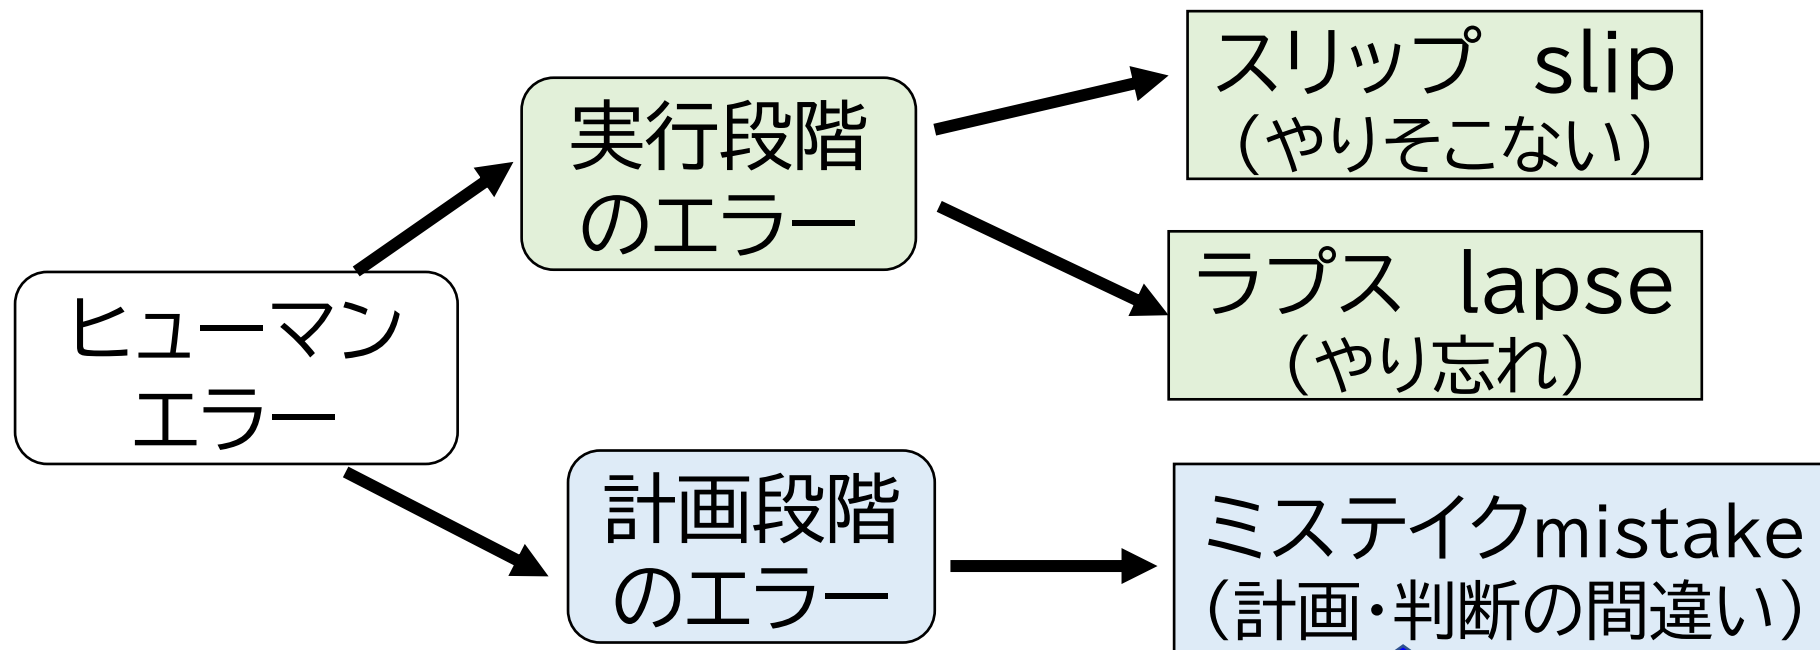 スリップ slip
(やりそこない)
実行段階
のエラー
ラプス lapse
(やり忘れ)
ヒューマン
エラー
計画段階
のエラー
ミステイクmistake
(計画・判断の間違い)